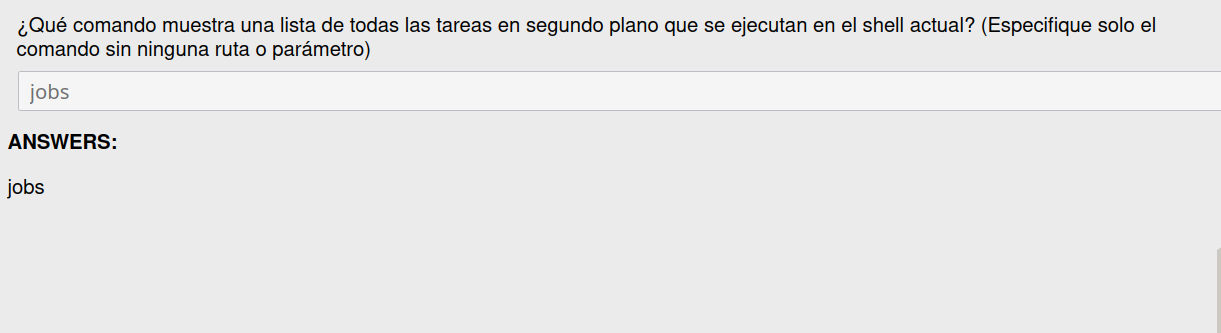 ¿Qué comando muestra una lista de todas las tareas en segundo plano que se ejecutan en el shell actual? (Especifique solo el
comando sin ninguna ruta o parámetro)
jobs
ANSWERS:
jobs